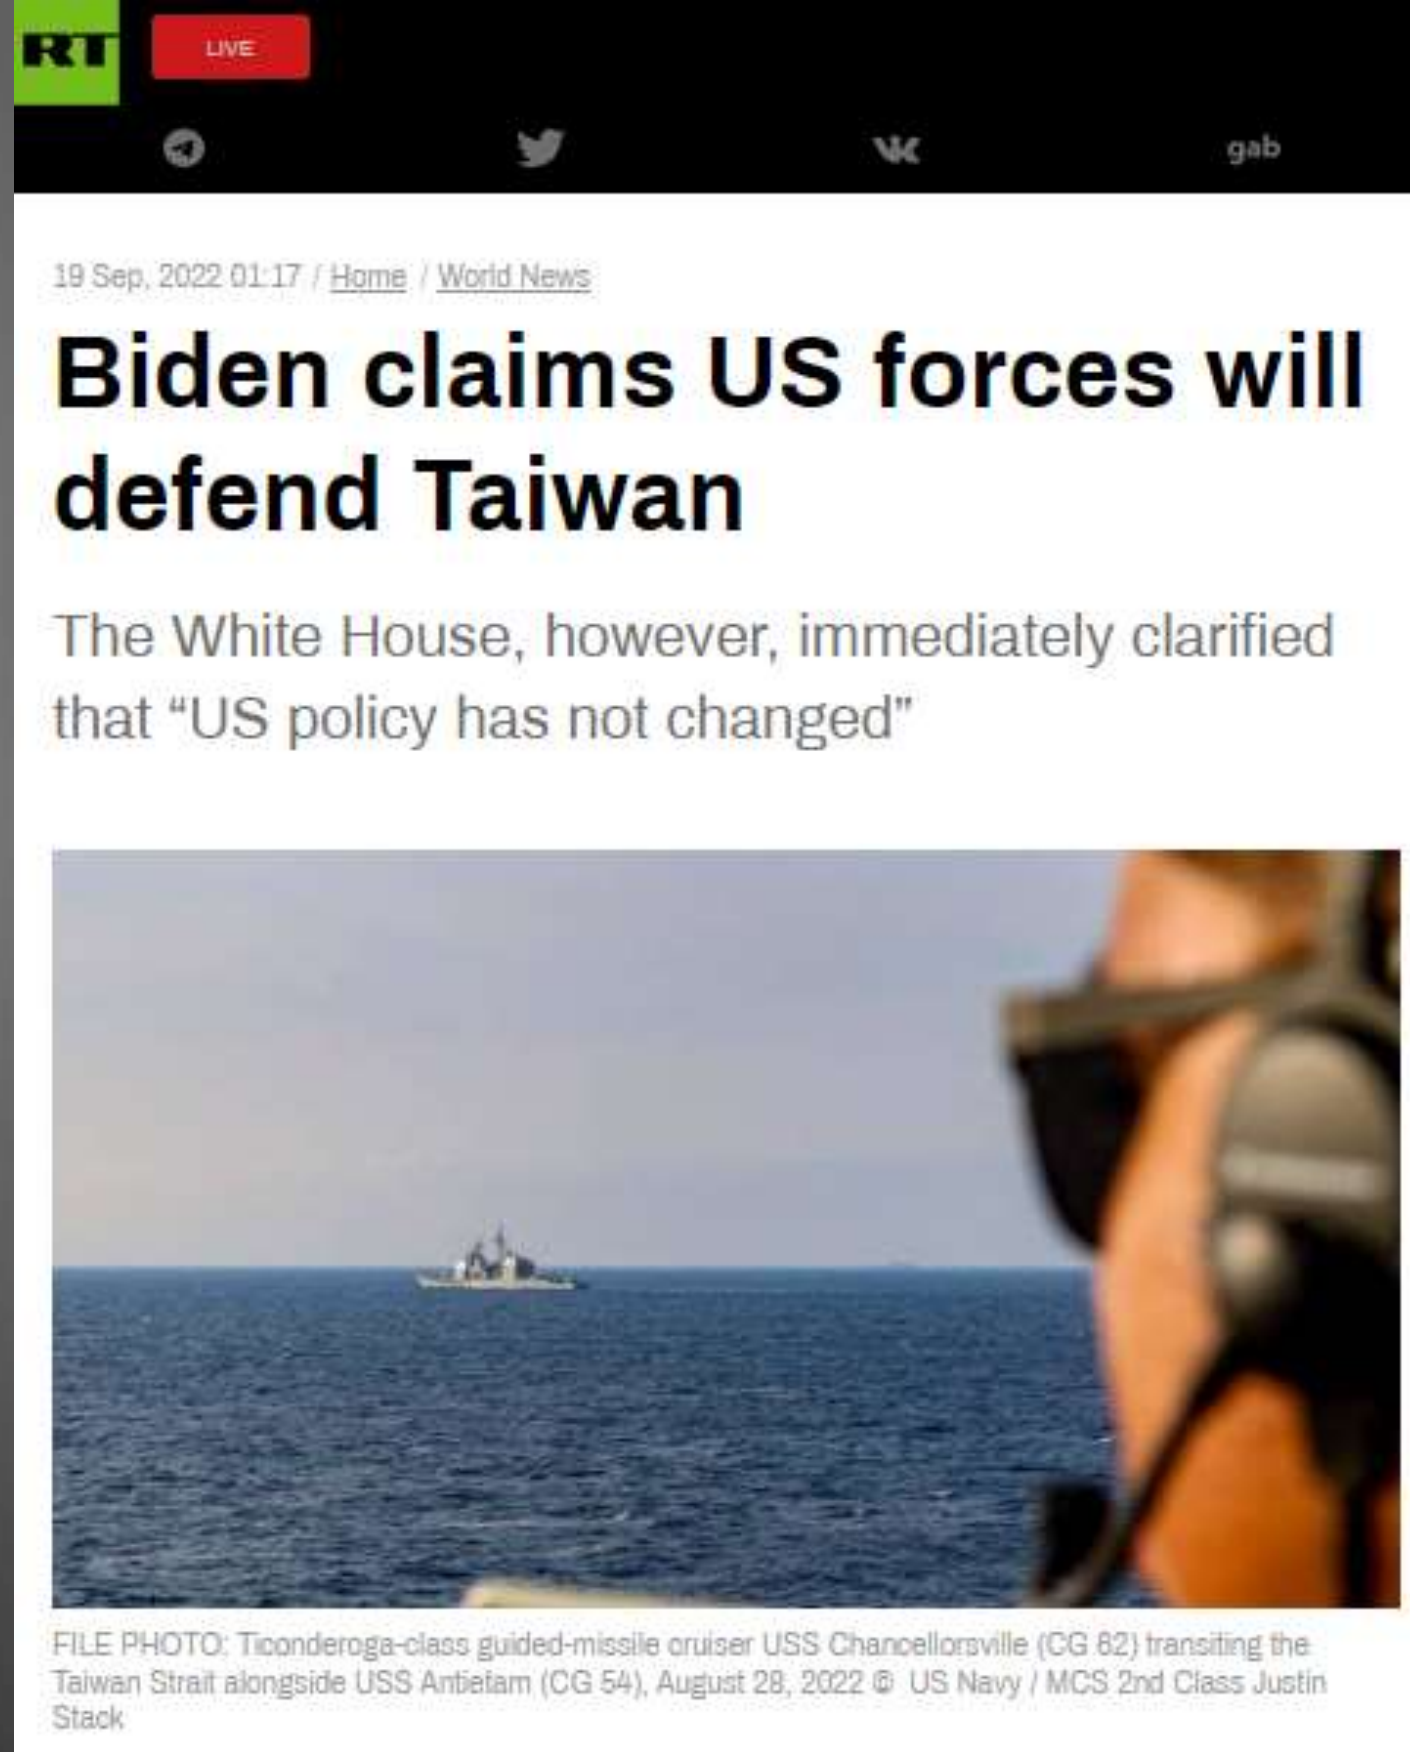 RT
LIVE
gab
19 Sep, 2022 01:17 / Home / World News
Biden claims US forces will
defend Taiwan
The White House, however, immediately clarified
that “US policy has not changed”
FILE PHOTO: Ticonderoga-class guided-missile cruiser USS Chancellorsville (CG 62) transiting the
Taiwan Strait alongside USS Antietam (CG 54), August 28, 2022 © US Navy / MCS 2nd Class Justin
Stack